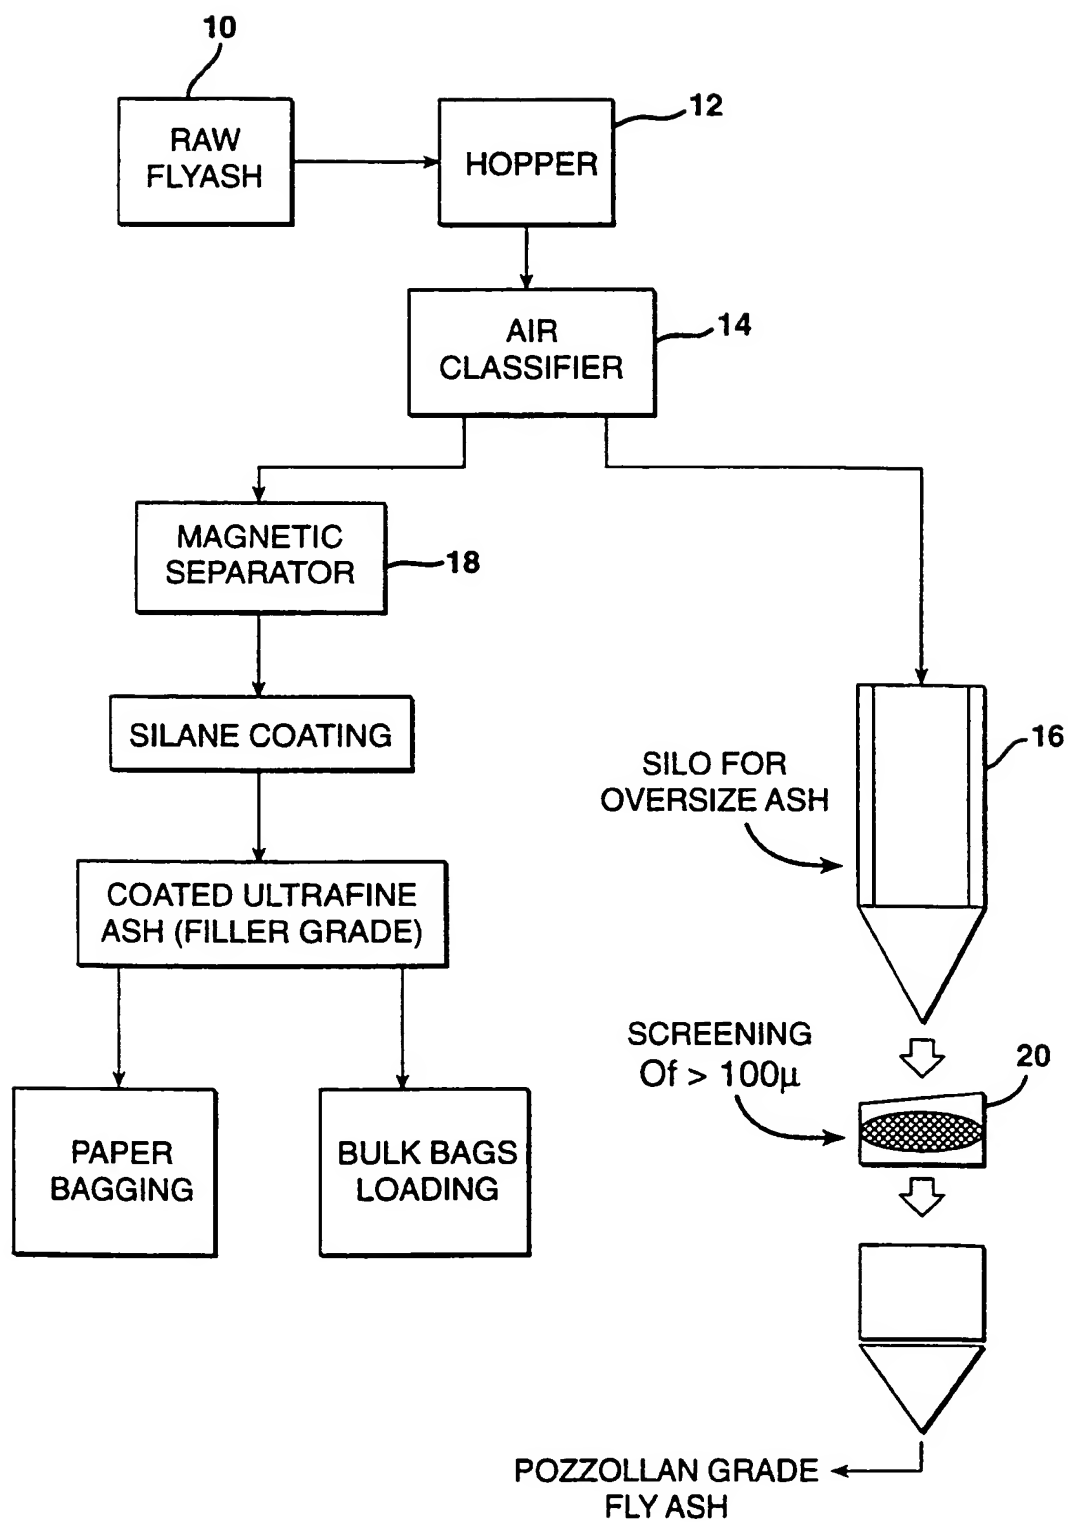 10
RAW
FLYASH
12
HOPPER
AIR
CLASSIFIER
14
MAGNETIC
SEPARATOR
18
SILANE COATING
COATED ULTRAFINE
ASH (FILLER GRADE)
PAPER
BAGGING
BULK BAGS
LOADING
16
SILO FOR
OVERSIZE ASH
SCREENING
Of > 100μ
20
POZZOLLAN GRADE
FLY ASH